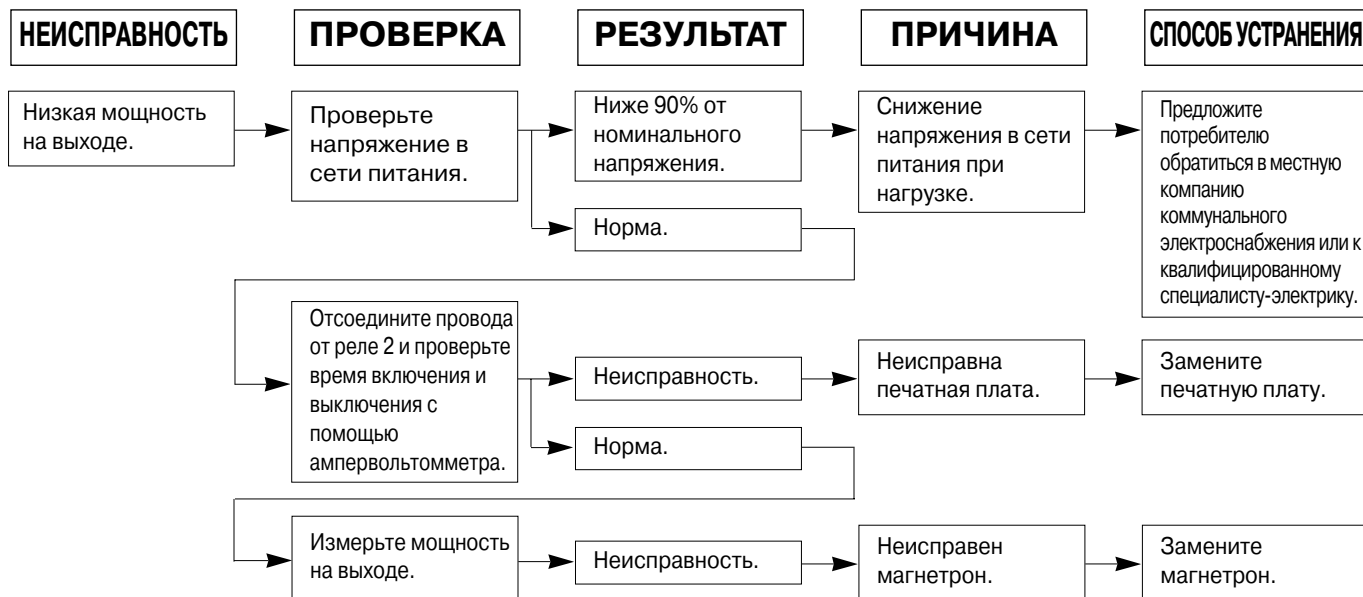 НЕИСПРАВНОСТЬ
ПРОВЕРКА
РЕЗУЛЬТАТ
ПРИЧИНА
СПОСОБ УСТРАНЕНИЯ
Низкая мощность
на выходе.
Проверьте
напряжение в
сети питания.
Ниже 90% от
номинального
напряжения.
Снижение
напряжения в сети
питания при
нагрузке.
Предложите
потребителю
обратиться в местную
компанию
коммунального
электроснабжения или к
квалифицированному
специалисту-электрику.
Норма.
Отсоедините провода
от реле 2 и проверьте
время включения и
выключения с
помощью
ампервольтомметра.
Неисправность.
Неисправна
печатная плата.
Замените
печатную плату.
Норма.
Измерьте мощность
на выходе.
Неисправность.
Неисправен
магнетрон.
Замените
магнетрон.